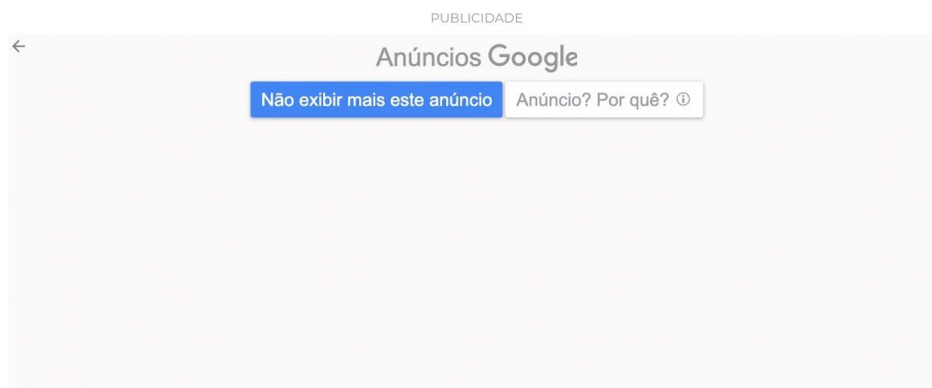 PUBLICIDADE
Anúncios Google
Não exibir mais este anúncio
Anúncio? Por quê?